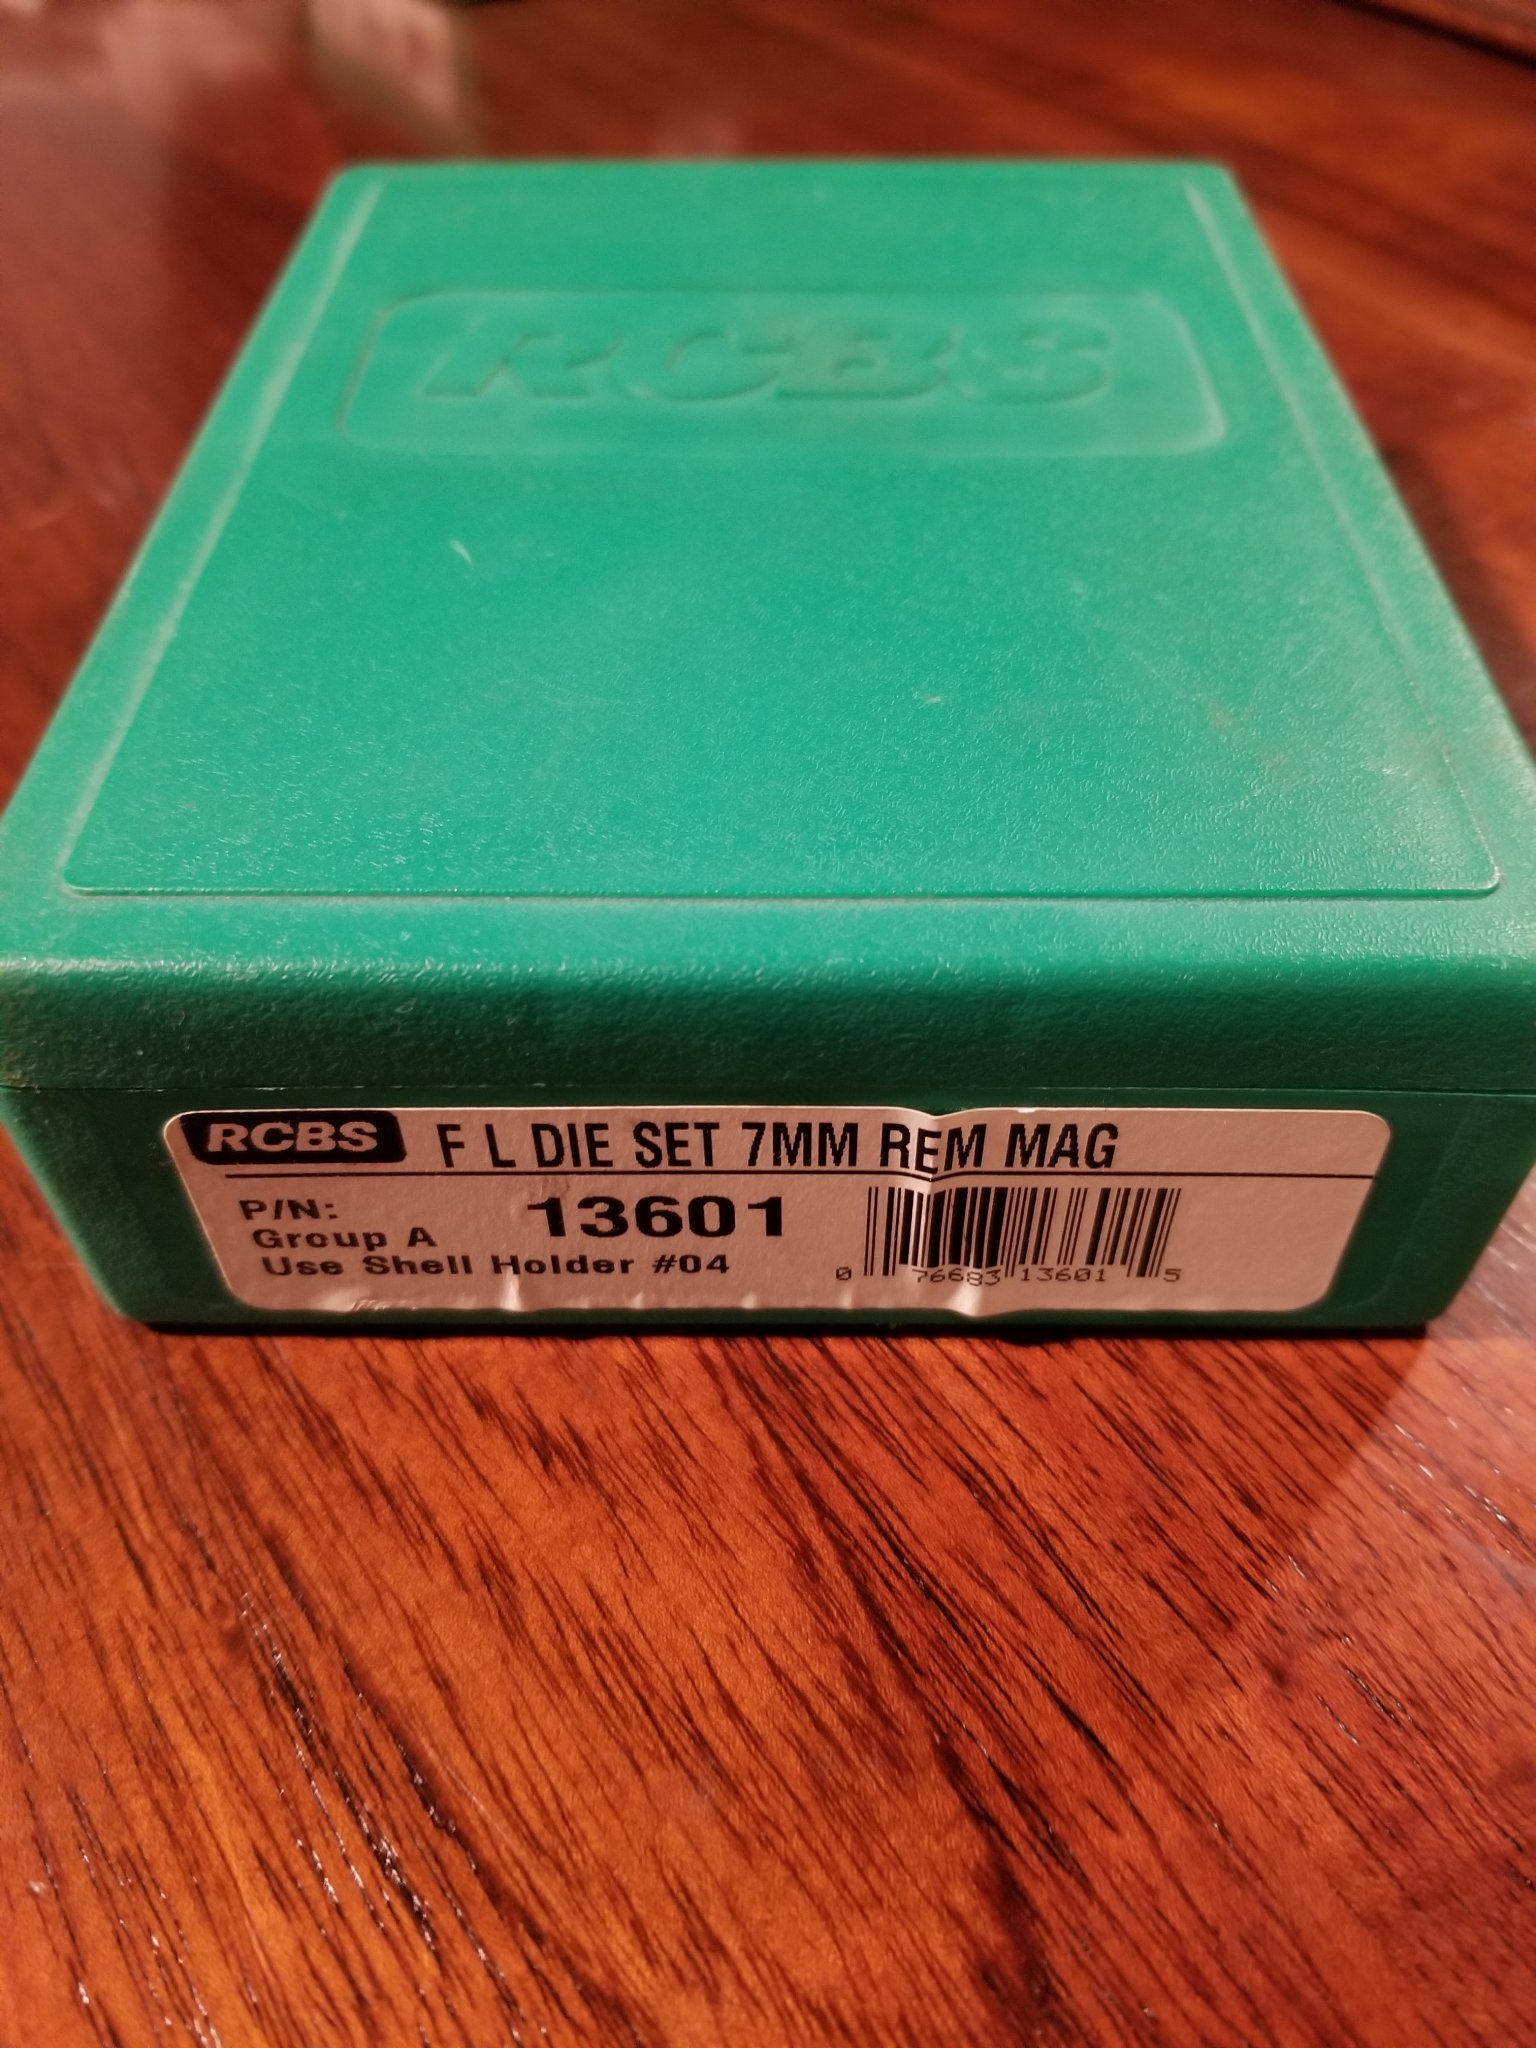 RCBS
RCBS F L DIE SET 7MM REM MAG
P/N: 13601
Group A
Use Shell Holder #04
0 76683 13601 5